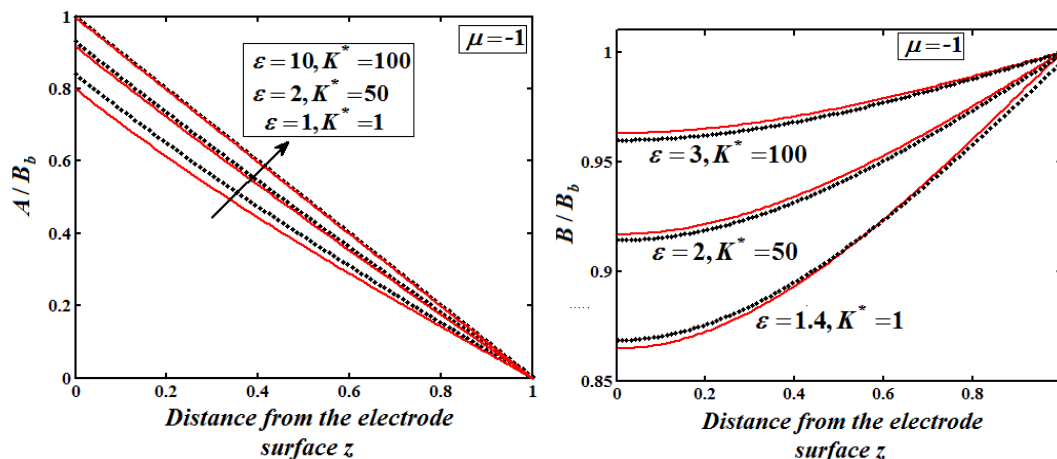 μ=-1
ε=10, K*=100
ε=2, K*=50
ε=1, K*=1
A / B_b
1
0.8
0.6
0.4
0.2
0
0 0.2 0.4 0.6 0.8 1
Distance from the electrode
surface z
μ=-1
ε=3, K*=100
ε=2, K*=50
ε=1.4, K*=1
B / B_b
1
0.95
0.9
0.85
0 0.2 0.4 0.6 0.8
Distance from the electrode
surface z